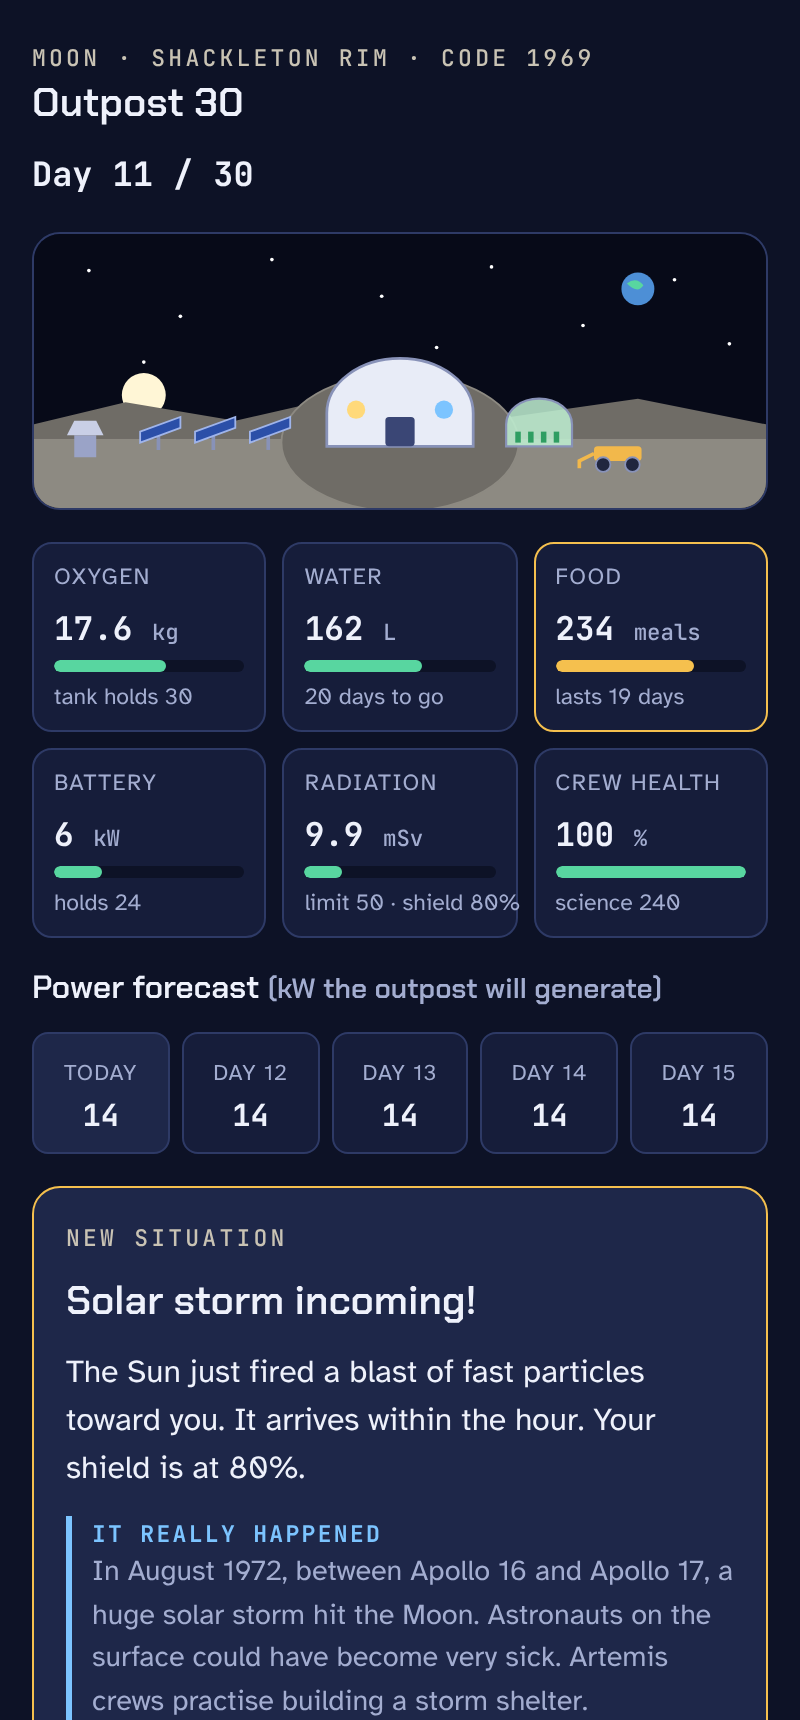 MOON · SHACKLETON RIM · CODE 1969
Outpost 30
Day 11 / 30
OXYGEN
17.6 kg
tank holds 30
WATER
162 L
20 days to go
FOOD
234 meals
lasts 19 days
BATTERY
6 kW
holds 24
RADIATION
9.9 mSv
limit 50 · shield 80%
CREW HEALTH
100 %
science 240
Power forecast (kW the outpost will generate)
TODAY
14
DAY 12
14
DAY 13
14
DAY 14
14
DAY 15
14
NEW SITUATION
Solar storm incoming!
The Sun just fired a blast of fast particles
toward you. It arrives within the hour. Your
shield is at 80%.
IT REALLY HAPPENED
In August 1972, between Apollo 16 and Apollo 17, a
huge solar storm hit the Moon. Astronauts on the
surface could have become very sick. Artemis
crews practise building a storm shelter.